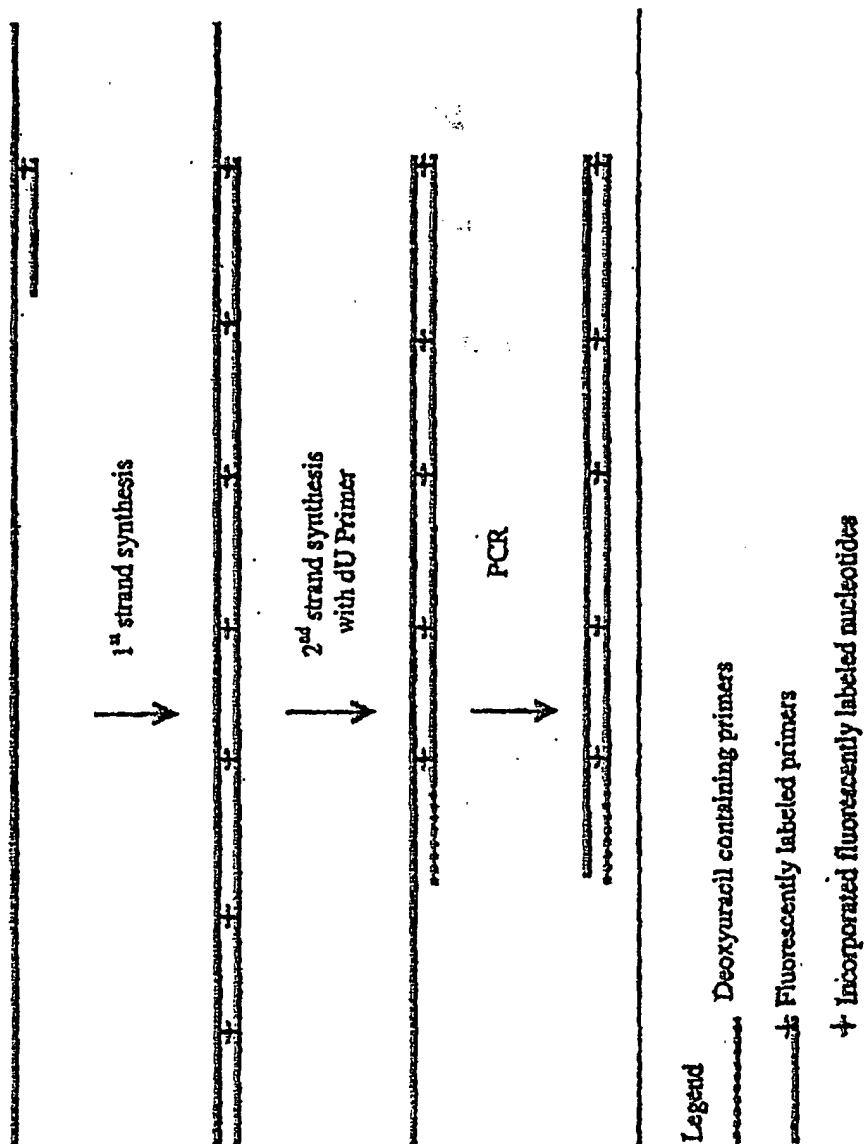 1st strand synthesis
2nd strand synthesis
with dU Primer
PCR
Legend
Deoxyuracil containing primers
Fluorescently labeled primers
Incorporated fluorescently labeled nucleotides